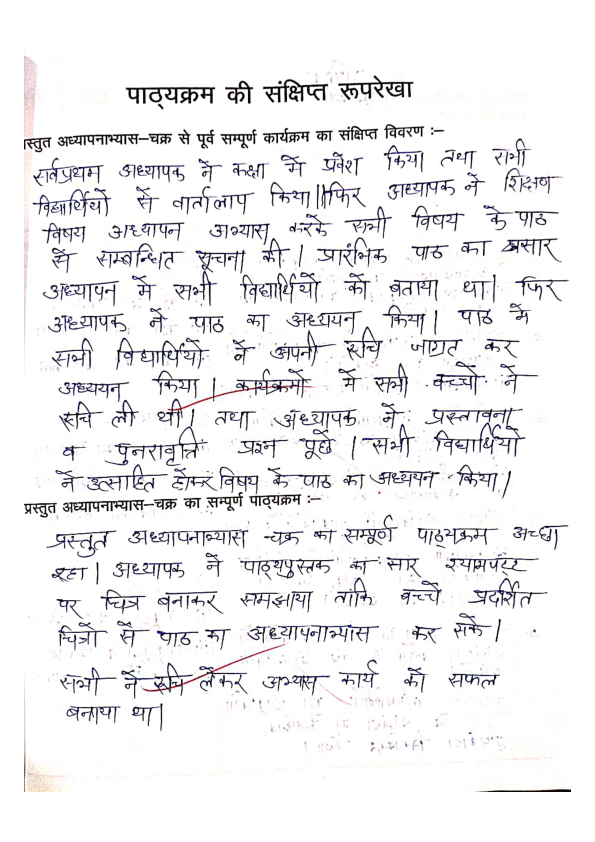 पाठ्यक्रम की संक्षिप्त रूपरेखा
स्तुत अध्यापनाभ्यास–चक्र से पूर्व सम्पूर्ण कार्यक्रम का संक्षिप्त विवरण :–
सर्वप्रथम अध्यापक ने कक्षा में प्रवेश किया तथा सभी
विद्यार्थियों से वार्तालाप किया।।फिर अध्यापक ने शिक्षण
विषय अध्यापन अभ्यास करके सभी विषय के पाठ
से सम्बन्धित सूचना की। प्रारंभिक पाठ का
अध्यापन में सभी विद्यार्थियों को बताया था। फिर
अध्यापक ने पाठ का अध्ययन किया। पाठ में
सभी विद्यार्थियों ने अपनी रूचि जाग्रत कर
अध्ययन किया। कार्यक्रमों में सभी बच्चों ने
रूचि ली थी। तथा अध्यापक ने प्रस्तावना
व पुनरावृत्ति प्रश्न पूछे। सभी विद्यार्थियों
ने उत्साहित होकर विषय के पाठ का अध्ययन किया।
प्रस्तुत अध्यापनाभ्यास–चक्र का सम्पूर्ण पाठ्यक्रम :–
प्रस्तुत अध्यापनाभ्यास चक्र का सम्पूर्ण पाठ्यक्रम अच्छा
रहा। अध्यापक ने पाठ्यपुस्तक का सार श्यामपट्ट
पर चित्र बनाकर समझाया ताकि बच्चे प्रदर्शित
चित्रों से पाठ का अध्यापनाभ्यास कर सके।
सभी ने रूचि लेकर अभ्यास कार्य को सफल
बनाया था।